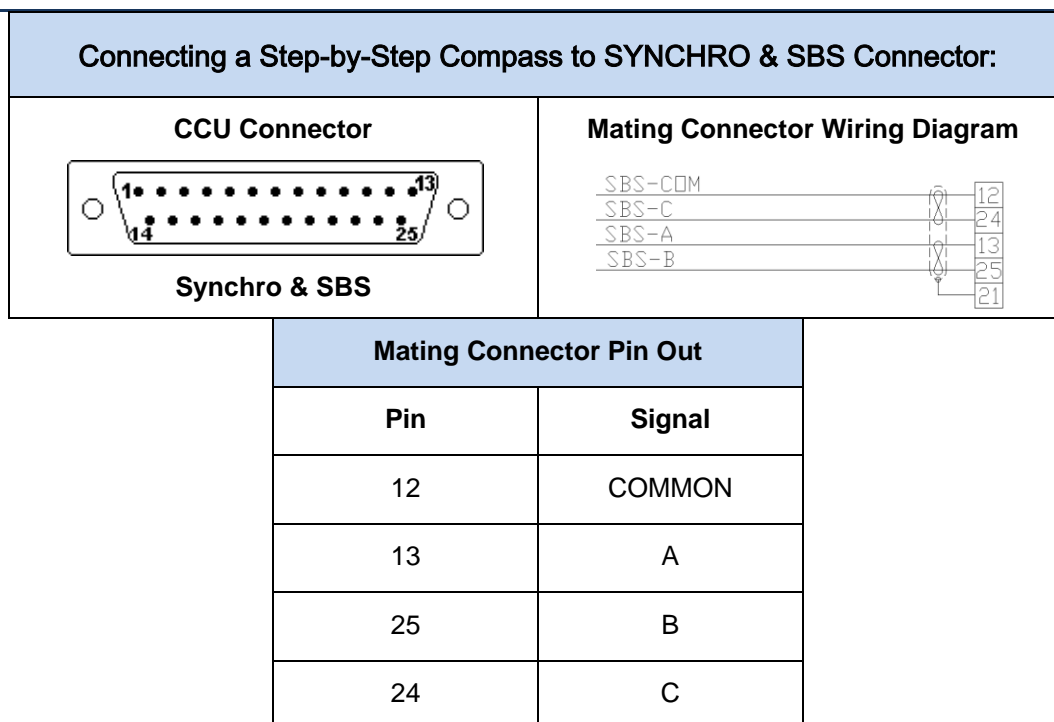 Connecting a Step-by-Step Compass to SYNCHRO & SBS Connector:
CCU Connector
1 13
14 25
Synchro & SBS
Mating Connector Wiring Diagram
SBS-COM 12
SBS-C 24
SBS-A 13
SBS-B 25
21
Mating Connector Pin Out
Pin Signal
12 COMMON
13 A
25 B
24 C